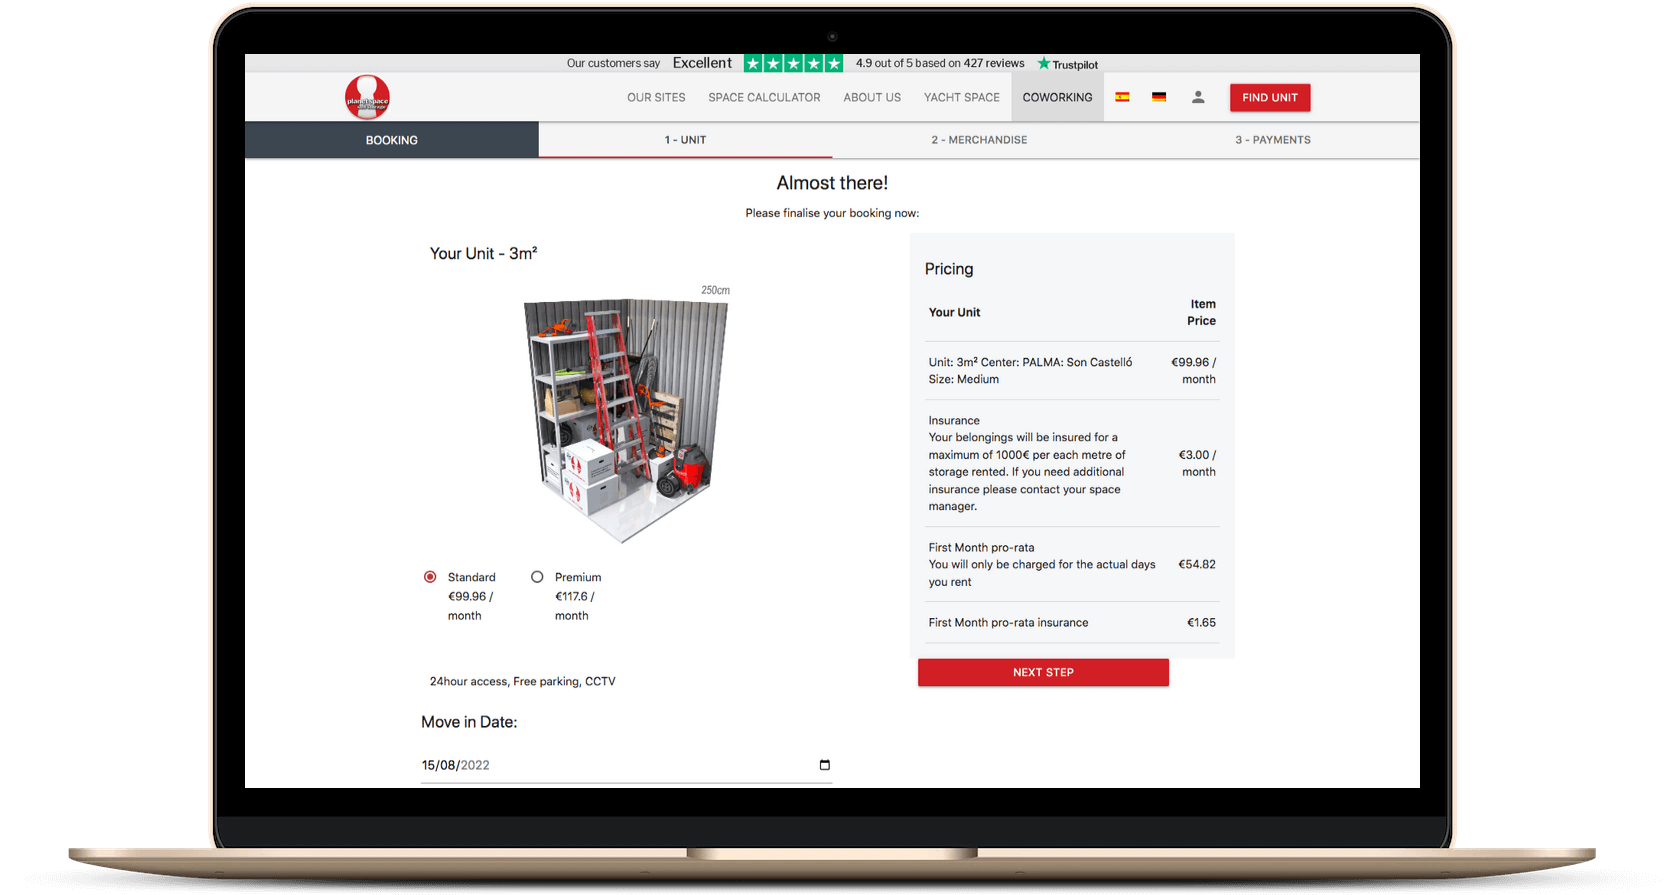 Our customers say Excellent 4.9 out of 5 based on 427 reviews Trustpilot
planetspace
OUR SITES SPACE CALCULATOR ABOUT US YACHT SPACE COWORKING FIND UNIT
BOOKING 1 - UNIT 2 - MERCHANDISE 3 - PAYMENTS
Almost there!
Please finalise your booking now:
Your Unit - 3m²
250cm
Standard
€99.96 /
month
Premium
€117.6 /
month
24hour access, Free parking, CCTV
Move in Date:
15/08/2022
Pricing
Your Unit
Item
Price
Unit: 3m² Center: PALMA: Son Castelló
Size: Medium
€99.96 /
month
Insurance
Your belongings will be insured for a
maximum of 1000€ per each metre of
storage rented. If you need additional
insurance please contact your space
manager.
€3.00 /
month
First Month pro-rata
You will only be charged for the actual days
you rent
€54.82
First Month pro-rata insurance €1.65
NEXT STEP